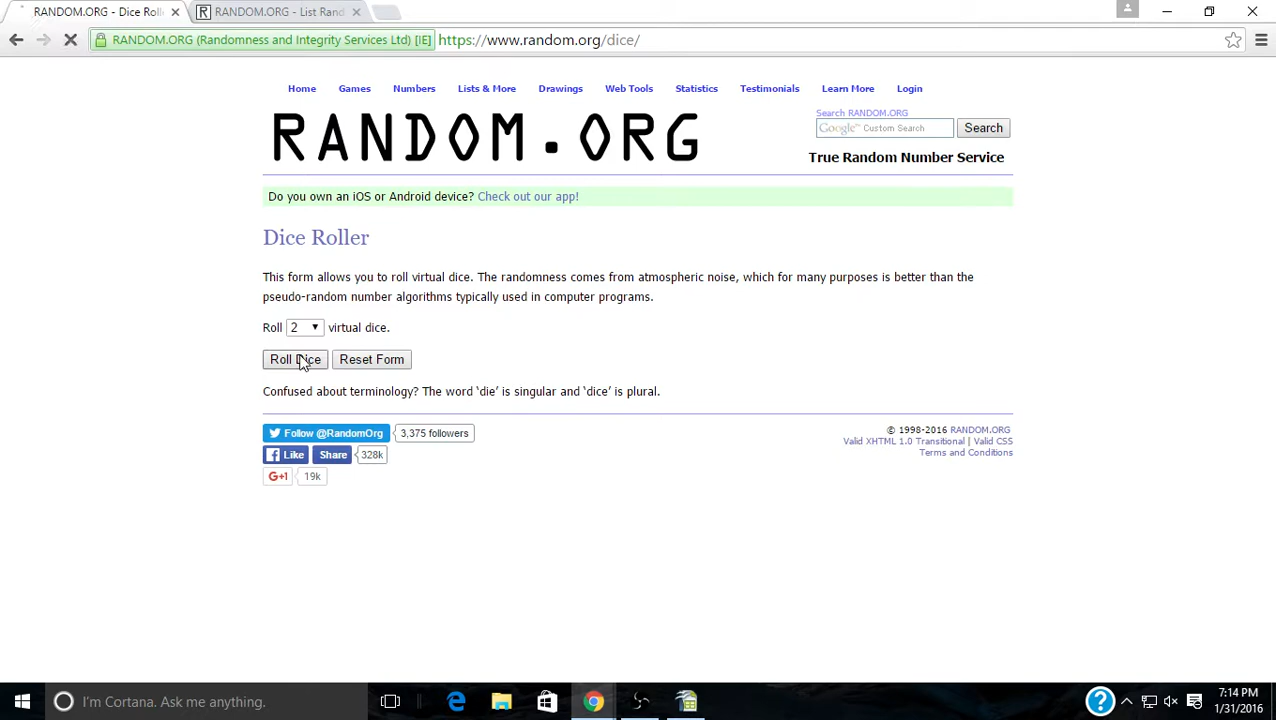 RANDOM.ORG - Dice Rolle
RANDOM.ORG - List Rand
RANDOM.ORG (Randomness and Integrity Services Ltd) [IE] https://www.random.org/dice/
Home Games Numbers Lists & More Drawings Web Tools Statistics Testimonials Learn More Login
RANDOM.ORG
Search RANDOM.ORG
Google™ Custom Search Search
True Random Number Service
Do you own an iOS or Android device? Check out our app!
Dice Roller
This form allows you to roll virtual dice. The randomness comes from atmospheric noise, which for many purposes is better than the
pseudo-random number algorithms typically used in computer programs.
Roll 2 virtual dice.
Roll Dice Reset Form
Confused about terminology? The word ‘die’ is singular and ‘dice’ is plural.
Follow @RandomOrg 3,375 followers
Like Share 328k
G+1 19k
© 1998-2016 RANDOM.ORG
Valid XHTML 1.0 Transitional | Valid CSS
Terms and Conditions
I'm Cortana. Ask me anything.
7:14 PM
1/31/2016